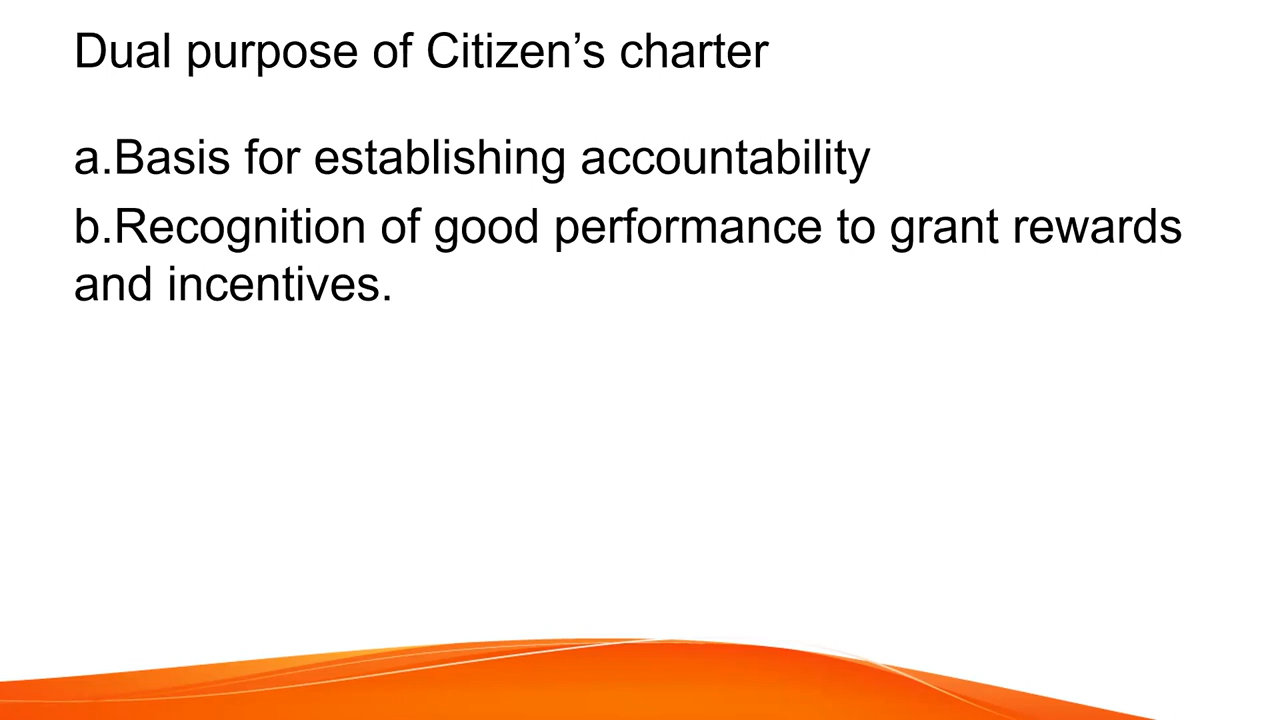 Dual purpose of Citizen’s charter
a.Basis for establishing accountability
b.Recognition of good performance to grant rewards
and incentives.